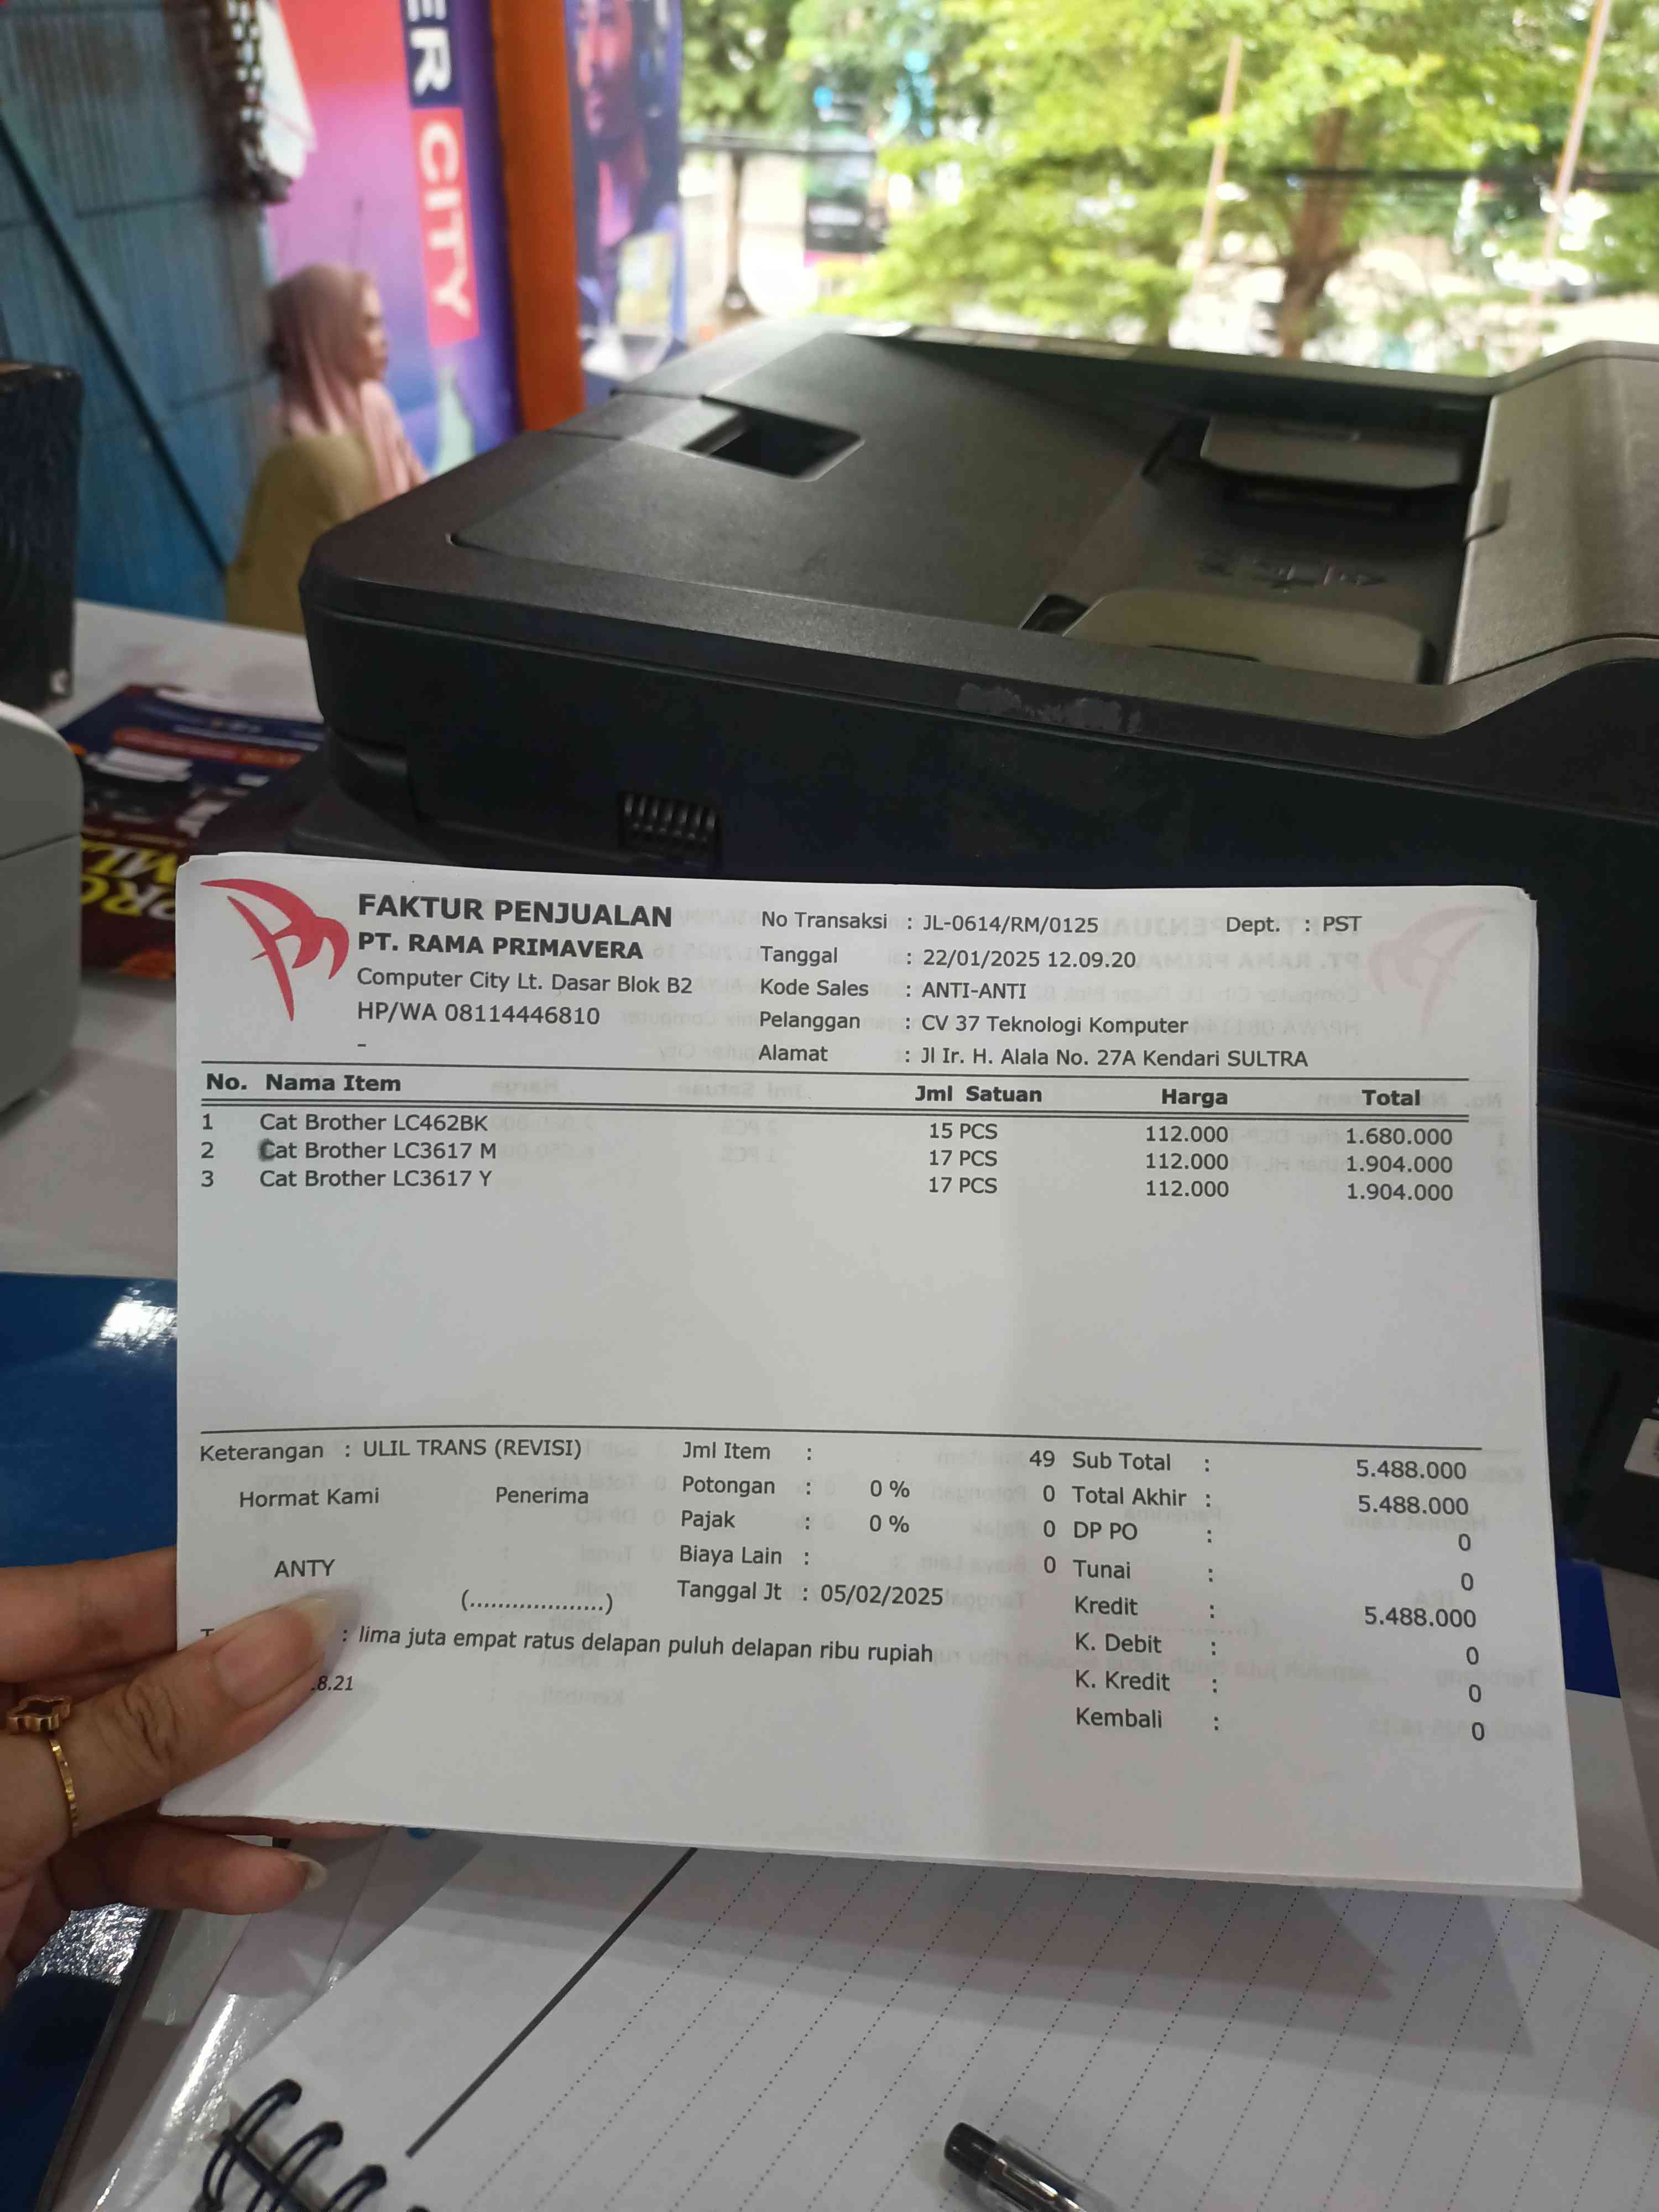 ER CITY
FAKTUR PENJUALAN
PT. RAMA PRIMAVERA
Computer City Lt. Dasar Blok B2
HP/WA 08114446810
-
No Transaksi : JL-0614/RM/0125 Dept. : PST
Tanggal : 22/01/2025 12.09.20
Kode Sales : ANTI-ANTI
Pelanggan : CV 37 Teknologi Komputer
Alamat : Jl Ir. H. Alala No. 27A Kendari SULTRA
No. Nama Item Jml Satuan Harga Total
1 Cat Brother LC462BK 15 PCS 112.000 1.680.000
2 Cat Brother LC3617 M 17 PCS 112.000 1.904.000
3 Cat Brother LC3617 Y 17 PCS 112.000 1.904.000
Keterangan : ULIL TRANS (REVISI)
Hormat Kami Penerima
ANTY
(....................)
Jml Item : 49
Potongan : 0 % 0
Pajak : 0 % 0
Biaya Lain : 0
Tanggal Jt : 05/02/2025
Sub Total : 5.488.000
Total Akhir : 5.488.000
DP PO : 0
Tunai : 0
Kredit : 5.488.000
K. Debit : 0
K. Kredit : 0
Kembali : 0
: lima juta empat ratus delapan puluh delapan ribu rupiah
.8.21